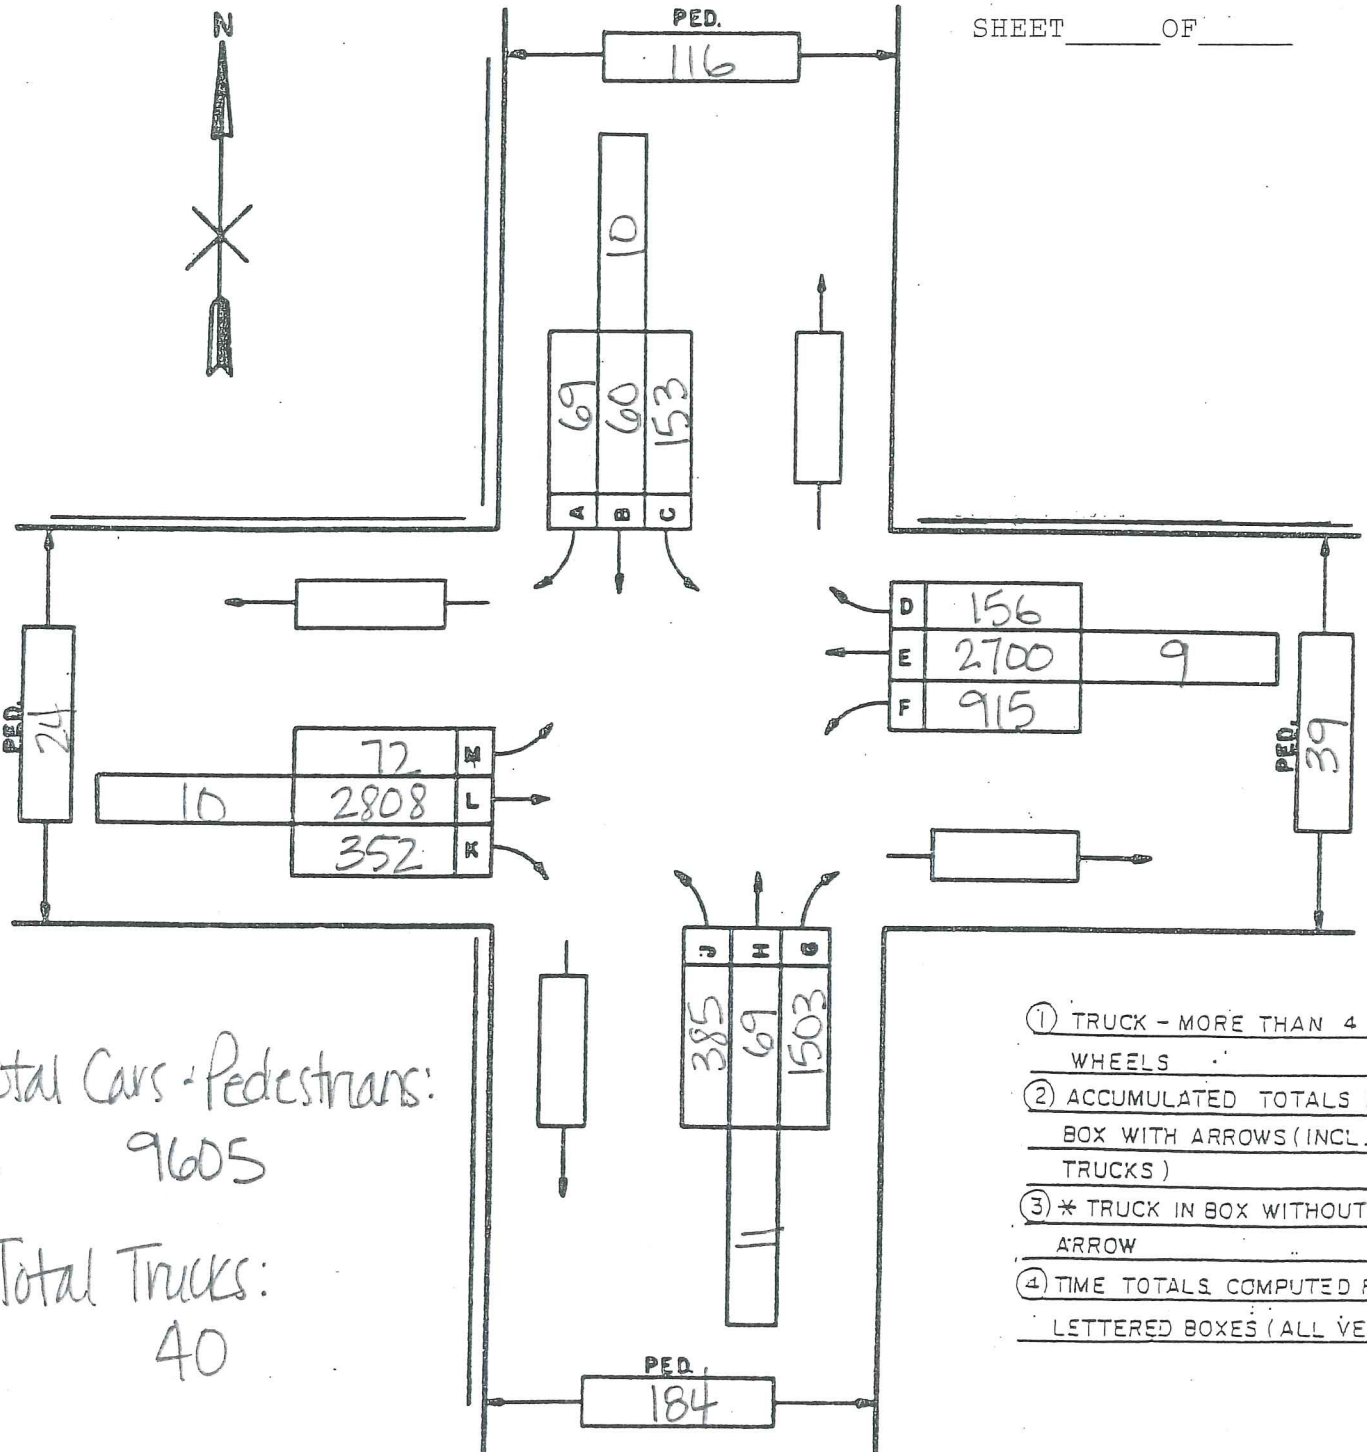 SHEET_____OF_____
N
PED.
116
10
69
60
153
A
B
C
D 156
E 2700 9
F 915
PED.
24
72 M
10 2808 L
352 K
PED.
39
J
H
G
385
69
1503
11
PED.
184
otal Cars + Pedestrians:
9605
Total Trucks:
40
① TRUCK - MORE THAN 4
WHEELS
② ACCUMULATED TOTALS
BOX WITH ARROWS (INCL.
TRUCKS)
③ * TRUCK IN BOX WITHOUT
ARROW
④ TIME TOTALS COMPUTED
LETTERED BOXES (ALL VE